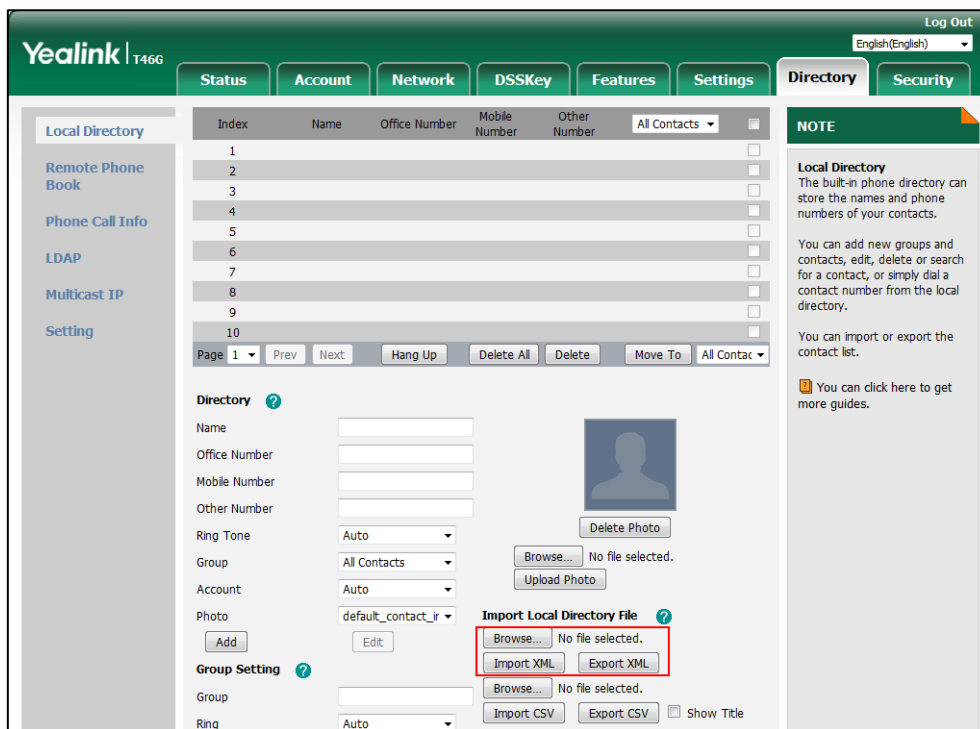 Log Out
Yealink | T46G
English(English)
Status Account Network DSSKey Features Settings Directory Security
Local Directory
Remote Phone
Book
Phone Call Info
LDAP
Multicast IP
Setting
Index Name Office Number Mobile Number Other Number All Contacts
1
2
3
4
5
6
7
8
9
10
Page 1 Prev Next Hang Up Delete All Delete Move To All Contac
Directory ?
Name
Office Number
Mobile Number
Other Number
Ring Tone Auto
Group All Contacts
Account Auto
Photo default_contact_ir
Add Edit
Delete Photo
Browse... No file selected.
Upload Photo
Import Local Directory File ?
Browse... No file selected.
Import XML Export XML
Browse... No file selected.
Import CSV Export CSV Show Title
Group Setting ?
Group
Ring Auto
NOTE
Local Directory
The built-in phone directory can
store the names and phone
numbers of your contacts.
You can add new groups and
contacts, edit, delete or search
for a contact, or simply dial a
contact number from the local
directory.
You can import or export the
contact list.
? You can click here to get
more guides.